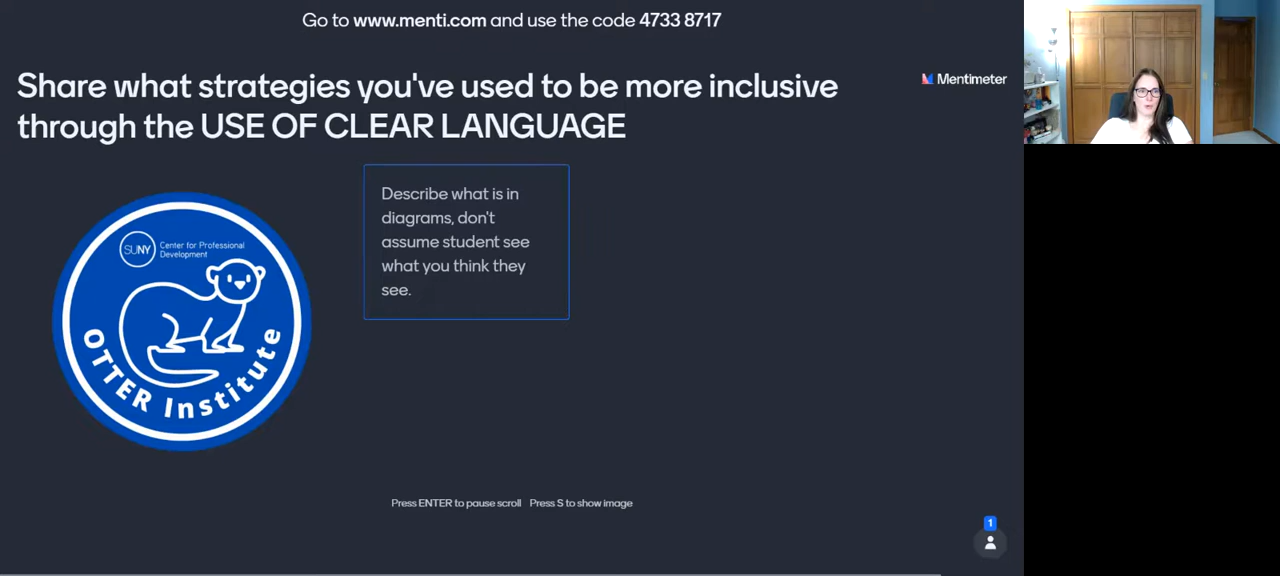 Go to www.menti.com and use the code 4733 8717
Share what strategies you've used to be more inclusive
through the USE OF CLEAR LANGUAGE
Mentimeter
SUNY
Center for Professional
Development
OTTER Institute
Describe what is in
diagrams, don't
assume student see
what you think they
see.
Press ENTER to pause scroll Press S to show image
1